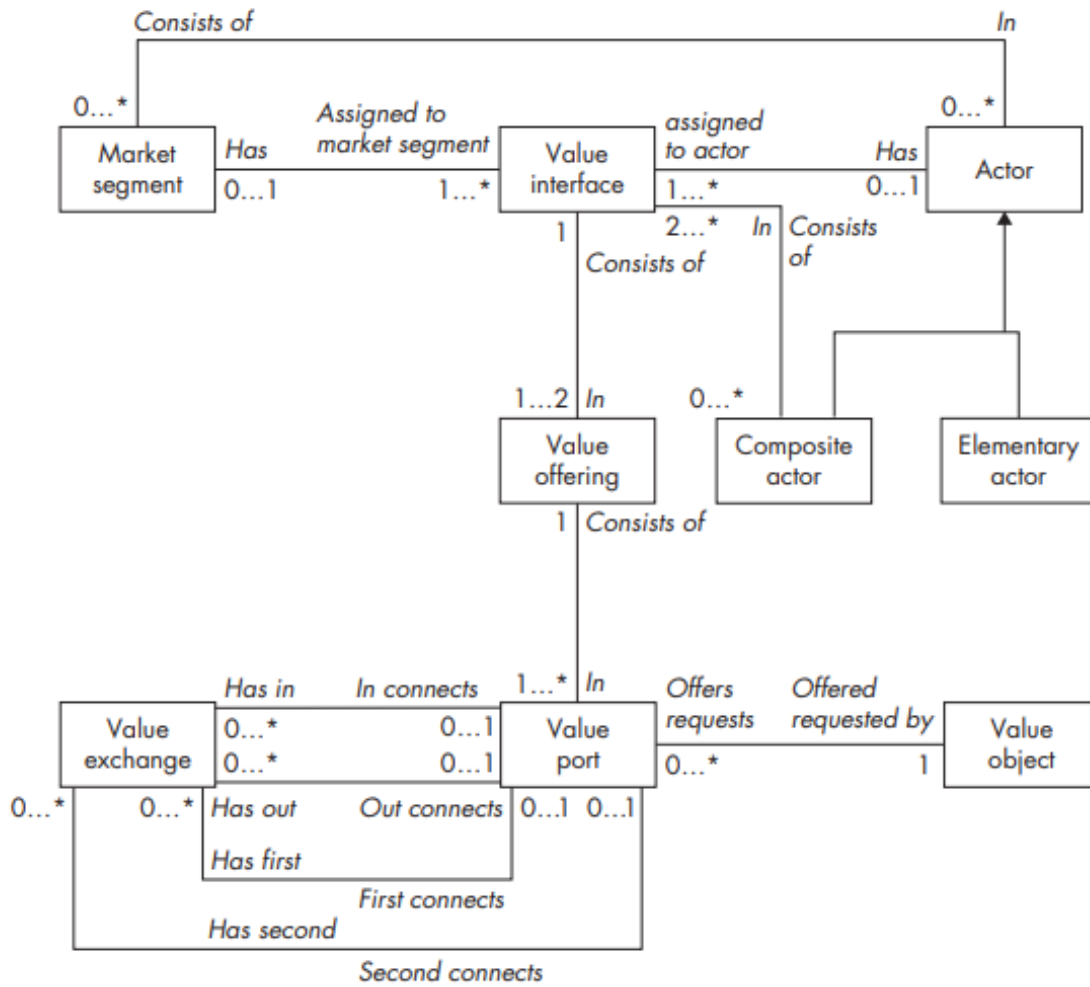 Consists of
In
0...*
0...*
Assigned to
market segment
assigned
to actor
Market
segment
Has
0...1
1...*
Value
interface
1...*
Has
0...1
Actor
2...*
In
Consists
of
1
Consists of
1...2
In
0...*
Value
offering
Composite
actor
Elementary
actor
1
Consists of
Has in
In connects
1...*
In
Offers
requests
Offered
requested by
Value
exchange
0...*
0...1
0...*
0...1
Value
port
0...*
1
Value
object
0...*
0...*
Has out
Out connects
0...1
0...1
Has first
First connects
Has second
Second connects